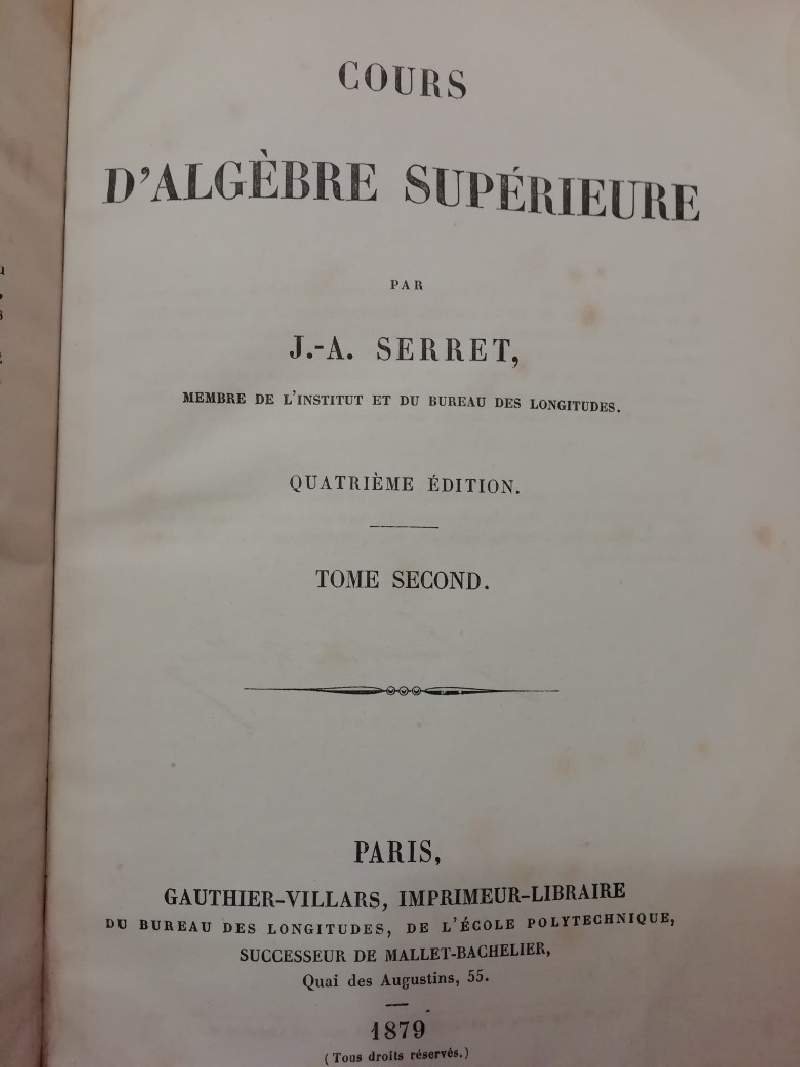 COURS
D'ALGÈBRE SUPÉRIEURE
PAR
J.-A. SERRET,
MEMBRE DE L'INSTITUT ET DU BUREAU DES LONGITUDES.
QUATRIÈME ÉDITION.
TOME SECOND.
PARIS,
GAUTHIER-VILLARS, IMPRIMEUR-LIBRAIRE
DU BUREAU DES LONGITUDES, DE L'ÉCOLE POLYTECHNIQUE,
SUCCESSEUR DE MALLET-BACHELIER,
Quai des Augustins, 55.
1879
(Tous droits réservés.)